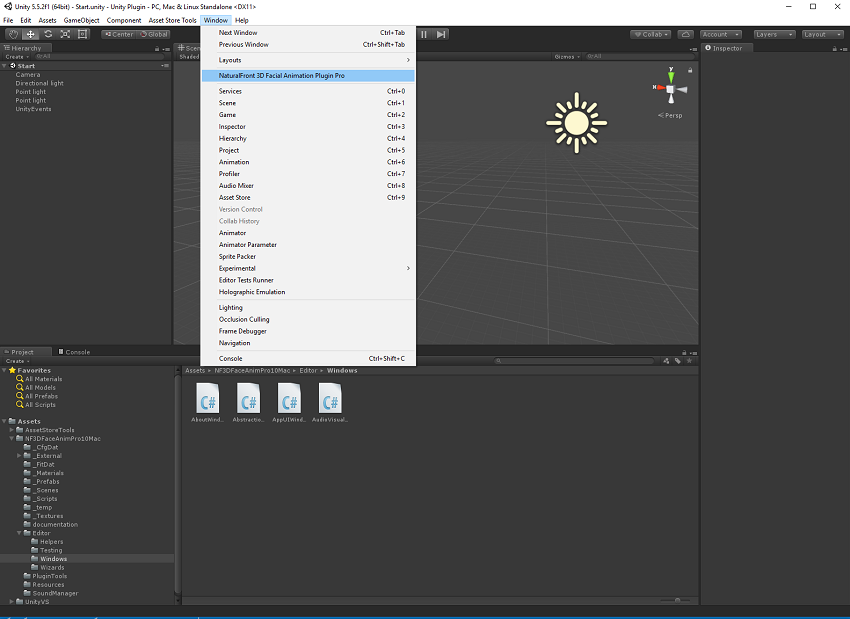 Unity 5.5.2f1 (64bit) - Start.unity - Unity Plugin - PC, Mac & Linux Standalone <DX11>
File Edit Assets GameObject Component Asset Store Tools Window Help
Center Global Collab Account Layers Layout
Hierarchy
Create All
Start
Camera
Directional light
Point light
Point light
UnityEvents
Shaded
Next Window Ctrl+Tab
Previous Window Ctrl+Shift+Tab
Layouts
NaturalFront 3D Facial Animation Plugin Pro
Services Ctrl+0
Scene Ctrl+1
Game Ctrl+2
Inspector Ctrl+3
Hierarchy Ctrl+4
Project Ctrl+5
Animation Ctrl+6
Profiler Ctrl+7
Audio Mixer Ctrl+8
Asset Store Ctrl+9
Version Control
Collab History
Animator
Animator Parameter
Sprite Packer
Experimental
Editor Tests Runner
Holographic Emulation
Lighting
Occlusion Culling
Frame Debugger
Navigation
Console Ctrl+Shift+C
Gizmos All
y
x
Persp
Inspector
Project Console
Create
Favorites
All Materials
All Models
All Prefabs
All Scripts
Assets
AssetStoreTools
NF3DFaceAnimPro10Mac
_CfgDat
_External
_FitDat
_Materials
_Prefabs
_Scenes
_Scripts
_temp
_Textures
documentation
Editor
Helpers
Testing
Windows
Wizards
PluginTools
Resources
SoundManager
UnityVS
Assets NF3DFaceAnimPro10Mac Editor Windows
C# C# C# C#
AboutWind... Abstractio... AppUIWind... AudioVisual...